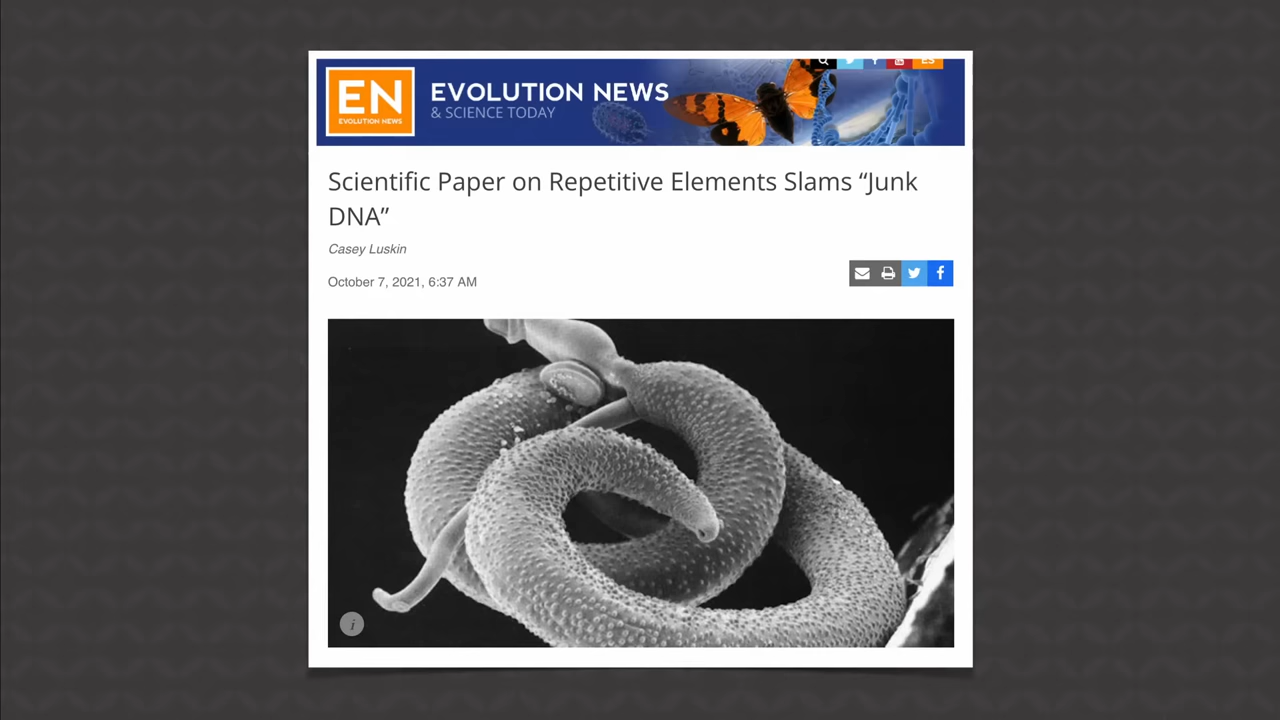 ES
EN
EVOLUTION NEWS
EVOLUTION NEWS
& SCIENCE TODAY
Scientific Paper on Repetitive Elements Slams “Junk
DNA”
Casey Luskin
October 7, 2021, 6:37 AM
i